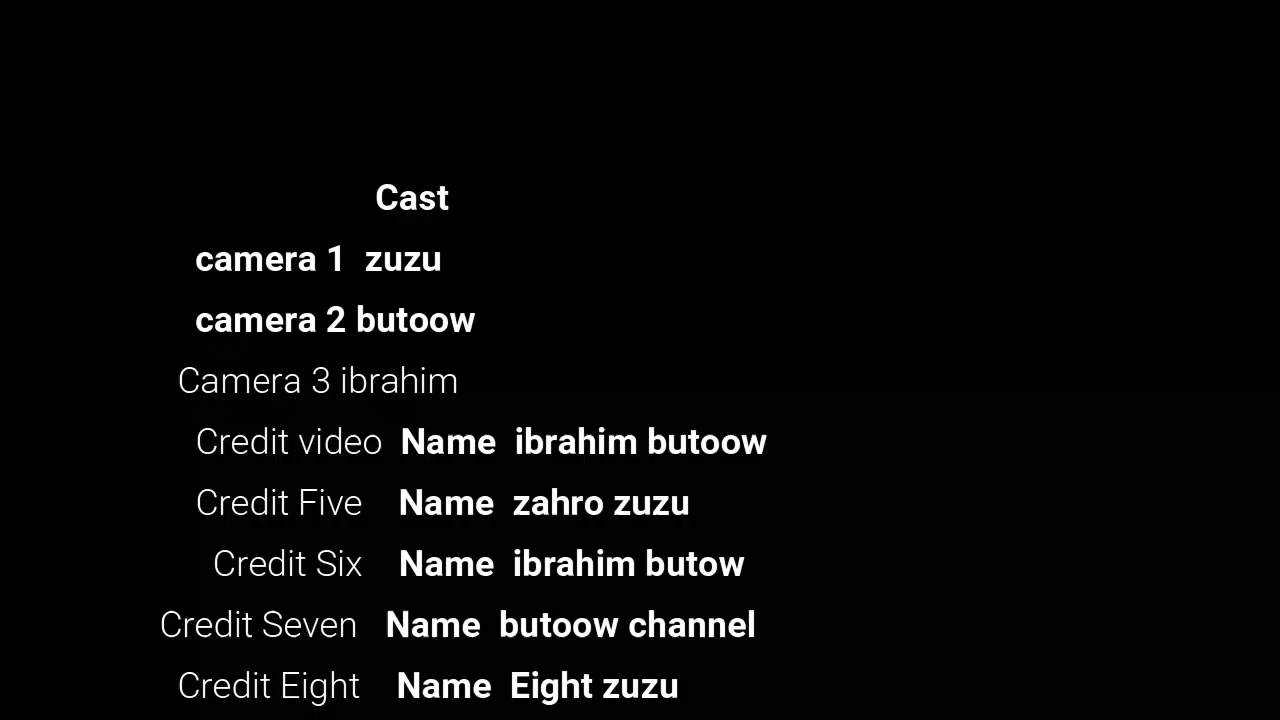 Cast
camera 1 zuzu
camera 2 butoow
Camera 3 ibrahim
Credit video Name ibrahim butoow
Credit Five Name zahro zuzu
Credit Six Name ibrahim butow
Credit Seven Name butoow channel
Credit Eight Name Eight zuzu